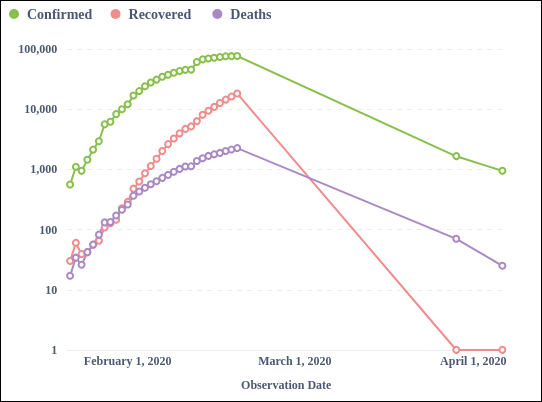 Confirmed Recovered Deaths
100,000
10,000
1,000
100
10
1
February 1, 2020 March 1, 2020 April 1, 2020
Observation Date